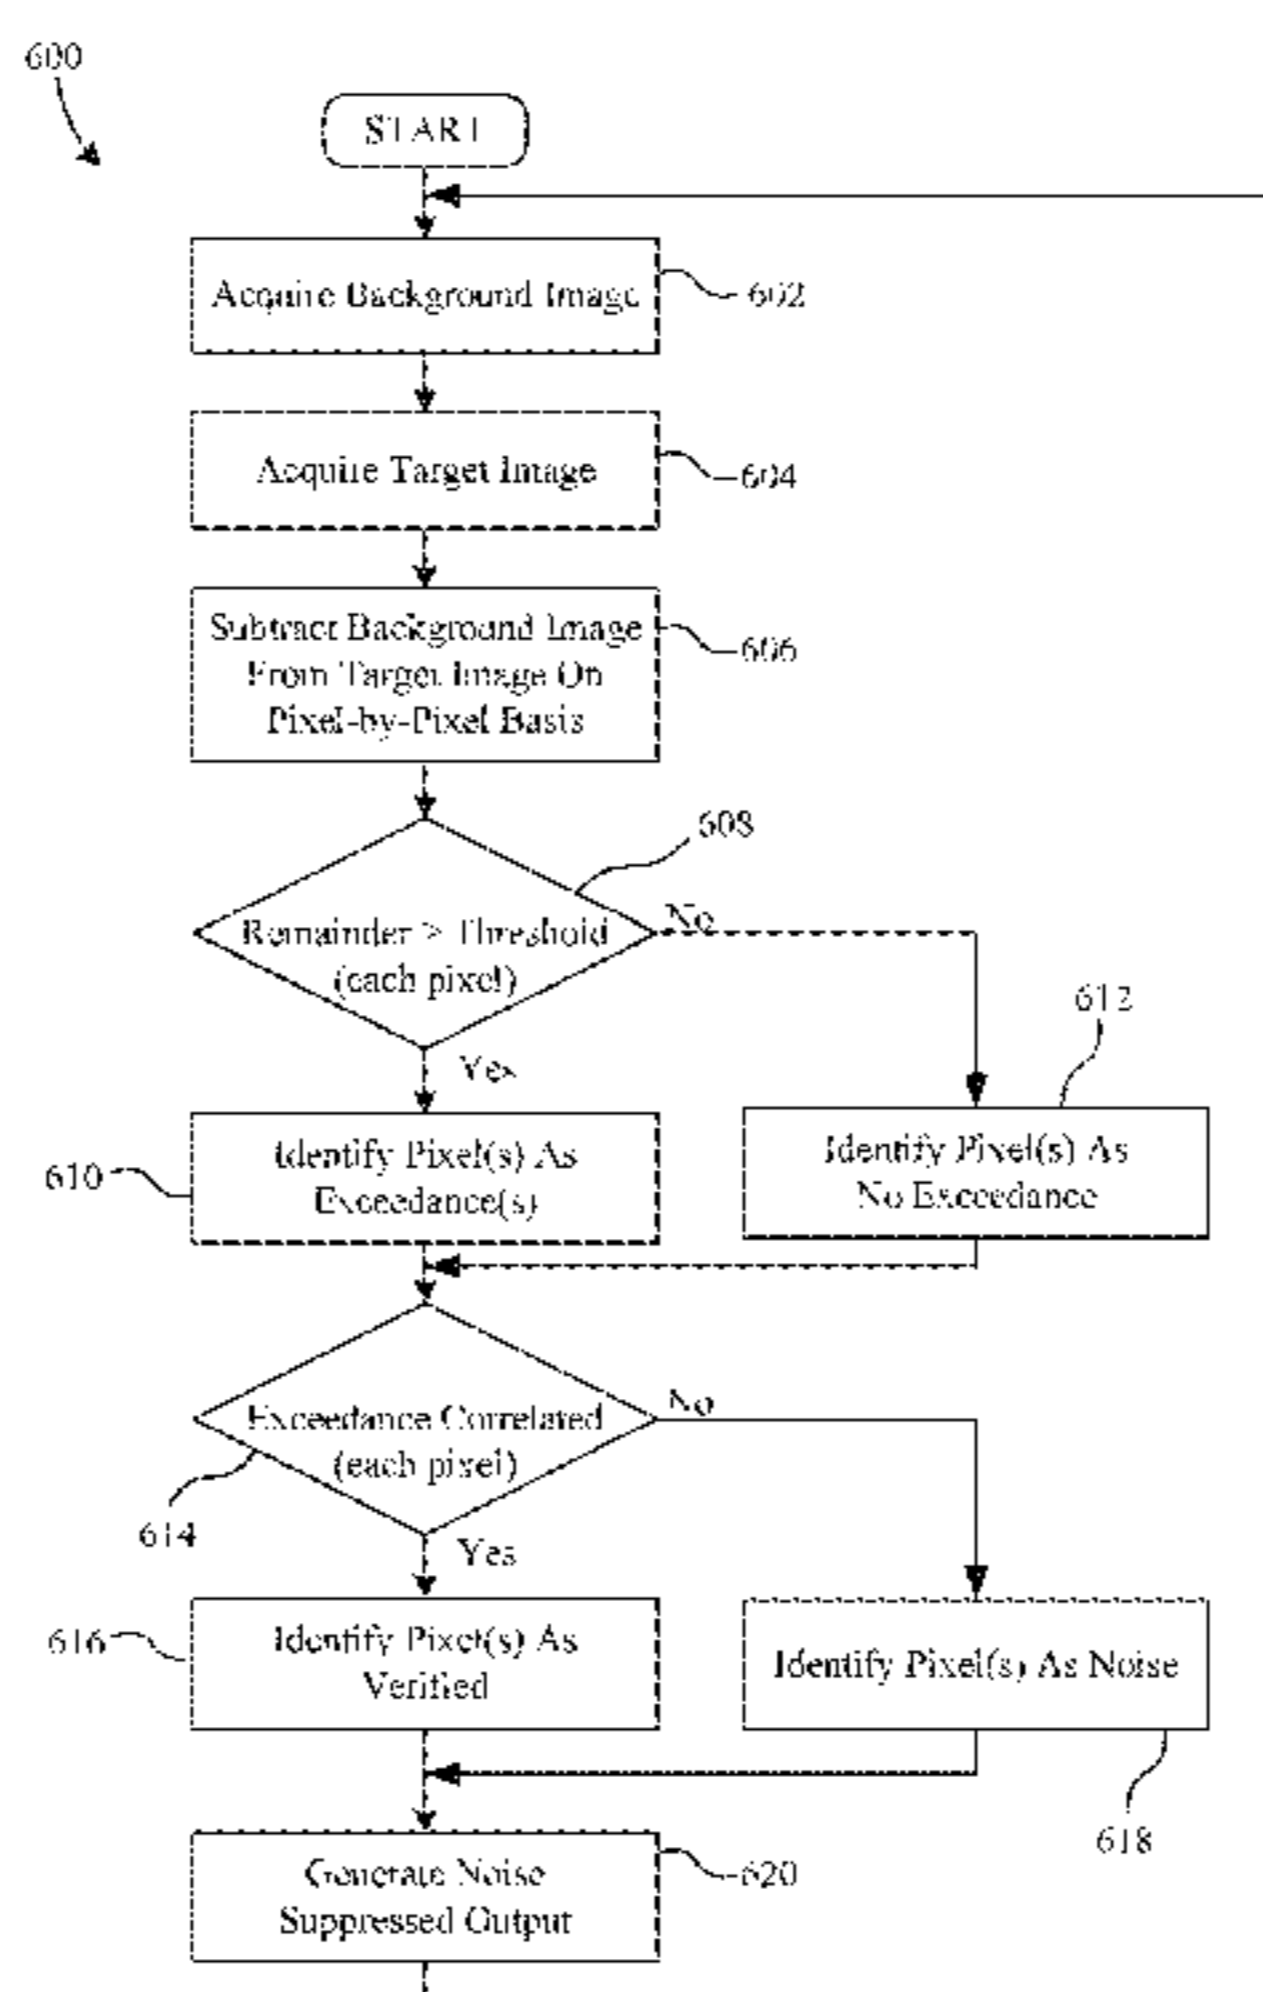 600
START
Acquire Background Image
602
Acquire Target Image
604
Subtract Background Image
From Target Image On
Pixel-by-Pixel Basis
606
608
Remainder > Threshold
(each pixel)
No
Yes
612
610
Identify Pixel(s) As
Exceedance(s)
Identify Pixel(s) As
No Exceedance
Exceedance Correlated
(each pixel)
No
614
Yes
616
Identify Pixel(s) As
Verified
Identify Pixel(s) As Noise
618
Generate Noise
Suppressed Output
620